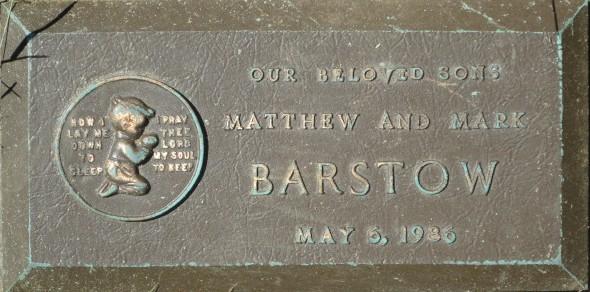 NOW I
LAY ME
DOWN
TO
SLEEP
I PRAY
THEE
LORD
MY SOUL
TO KEEP
OUR BELOVED SONS
MATTHEW AND MARK
BARSTOW
MAY 6, 1986